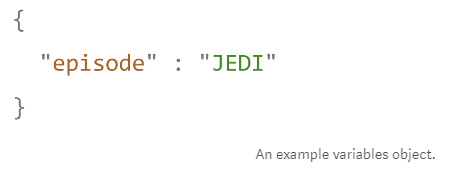 {
"episode" : "JEDI"
}
An example variables object.